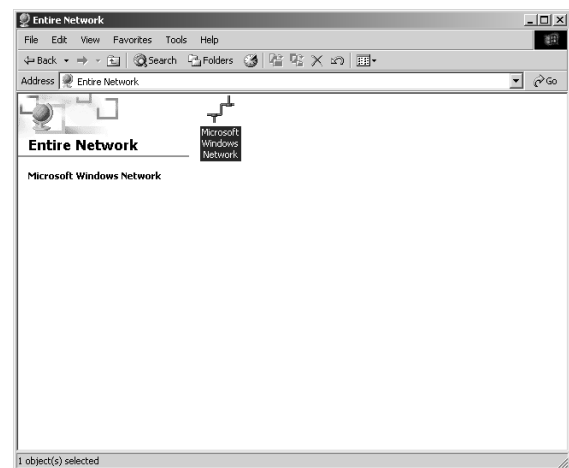 Entire Network
File Edit View Favorites Tools Help
Back Search Folders
Address Entire Network Go
Microsoft
Windows
Network
Entire Network
Microsoft Windows Network
1 object(s) selected